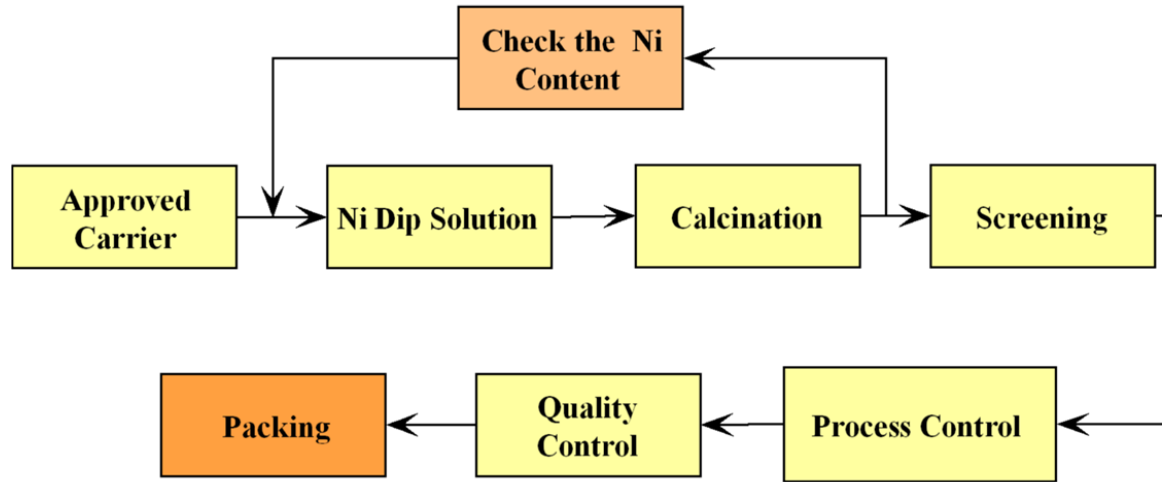 Check the Ni
Content
Approved
Carrier
Ni Dip Solution
Calcination
Screening
Packing
Quality
Control
Process Control